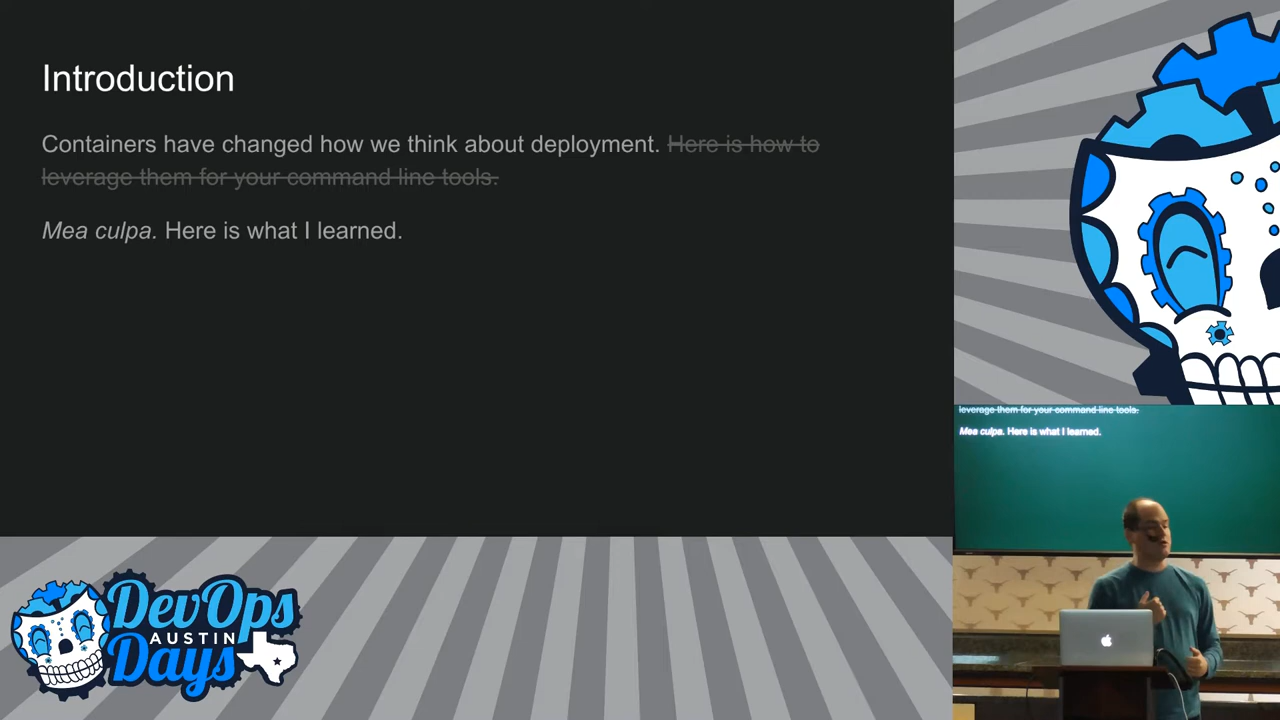 Introduction
Containers have changed how we think about deployment. Here is how to
leverage them for your command line tools.
Mea culpa. Here is what I learned.
leverage them for your command line tools.
Mea culpa. Here is what I learned.
DevOps
AUSTIN
Days